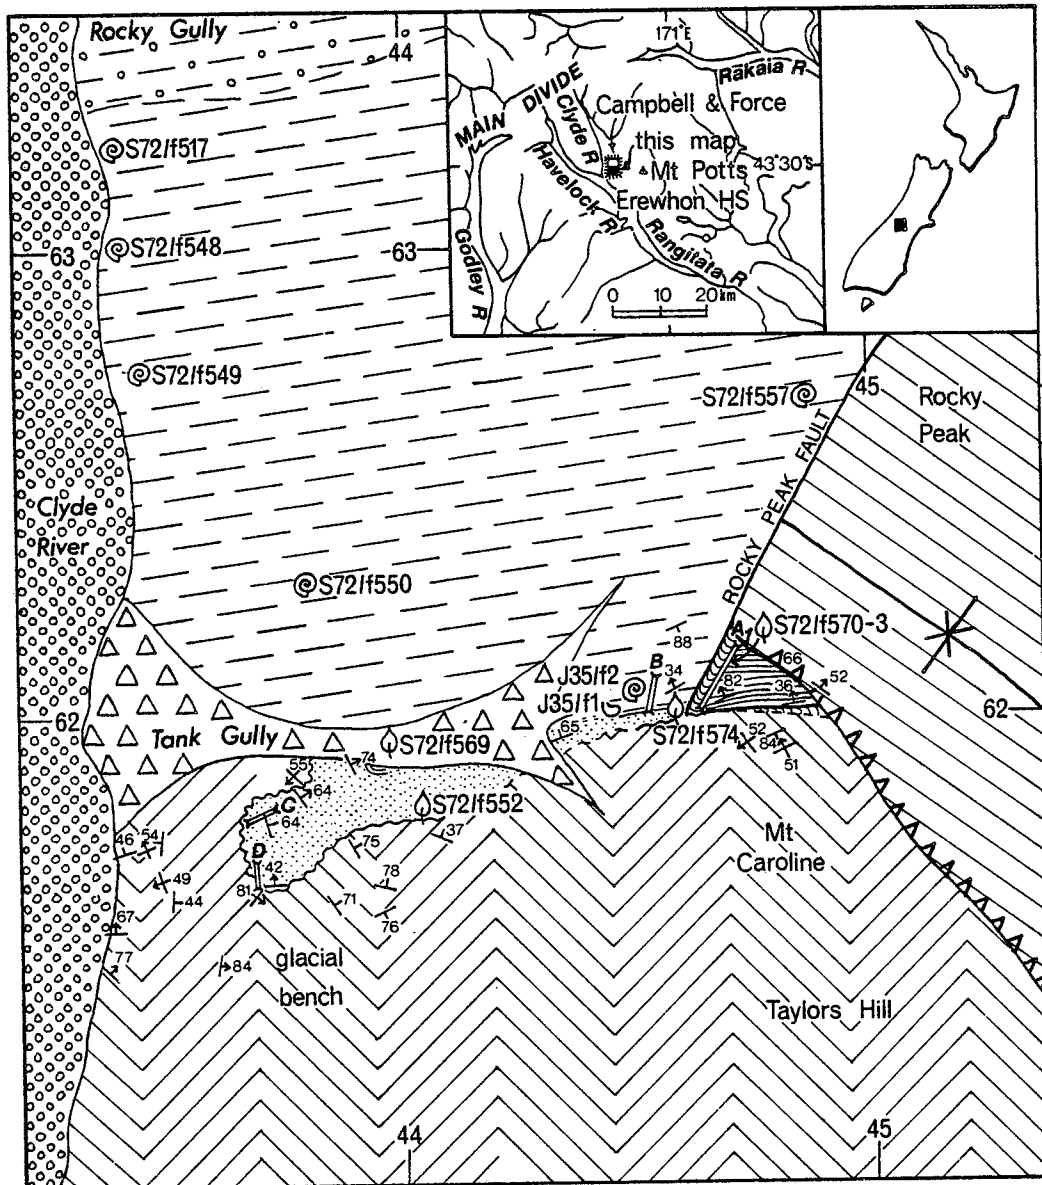 Rocky Gully
44
S72/f517
S72/f548
63
63
S72/f549
S72/f557
45
Rocky
Peak
ROCKY PEAK FAULT
Clyde
River
S72/f550
A
S72/f570-3
88
66
52
J35/f2
B
34
82
36
J35/f1
62
62
65
S72/f574
52
84
51
Tank Gully
S72/f569
74
55
64
C
64
S72/f552
75
37
Mt
Caroline
46
54
D
42
49
44
81
78
71
76
67
77
84
glacial
bench
Taylors Hill
44
45
171°E
Rakaia R
MAIN DIVIDE
Clyde R
Campbell & Force
this map
Mt Potts
43°30'S
Erewhon HS
Havelock R
Godley R
Rangitata R
0 10 20 km